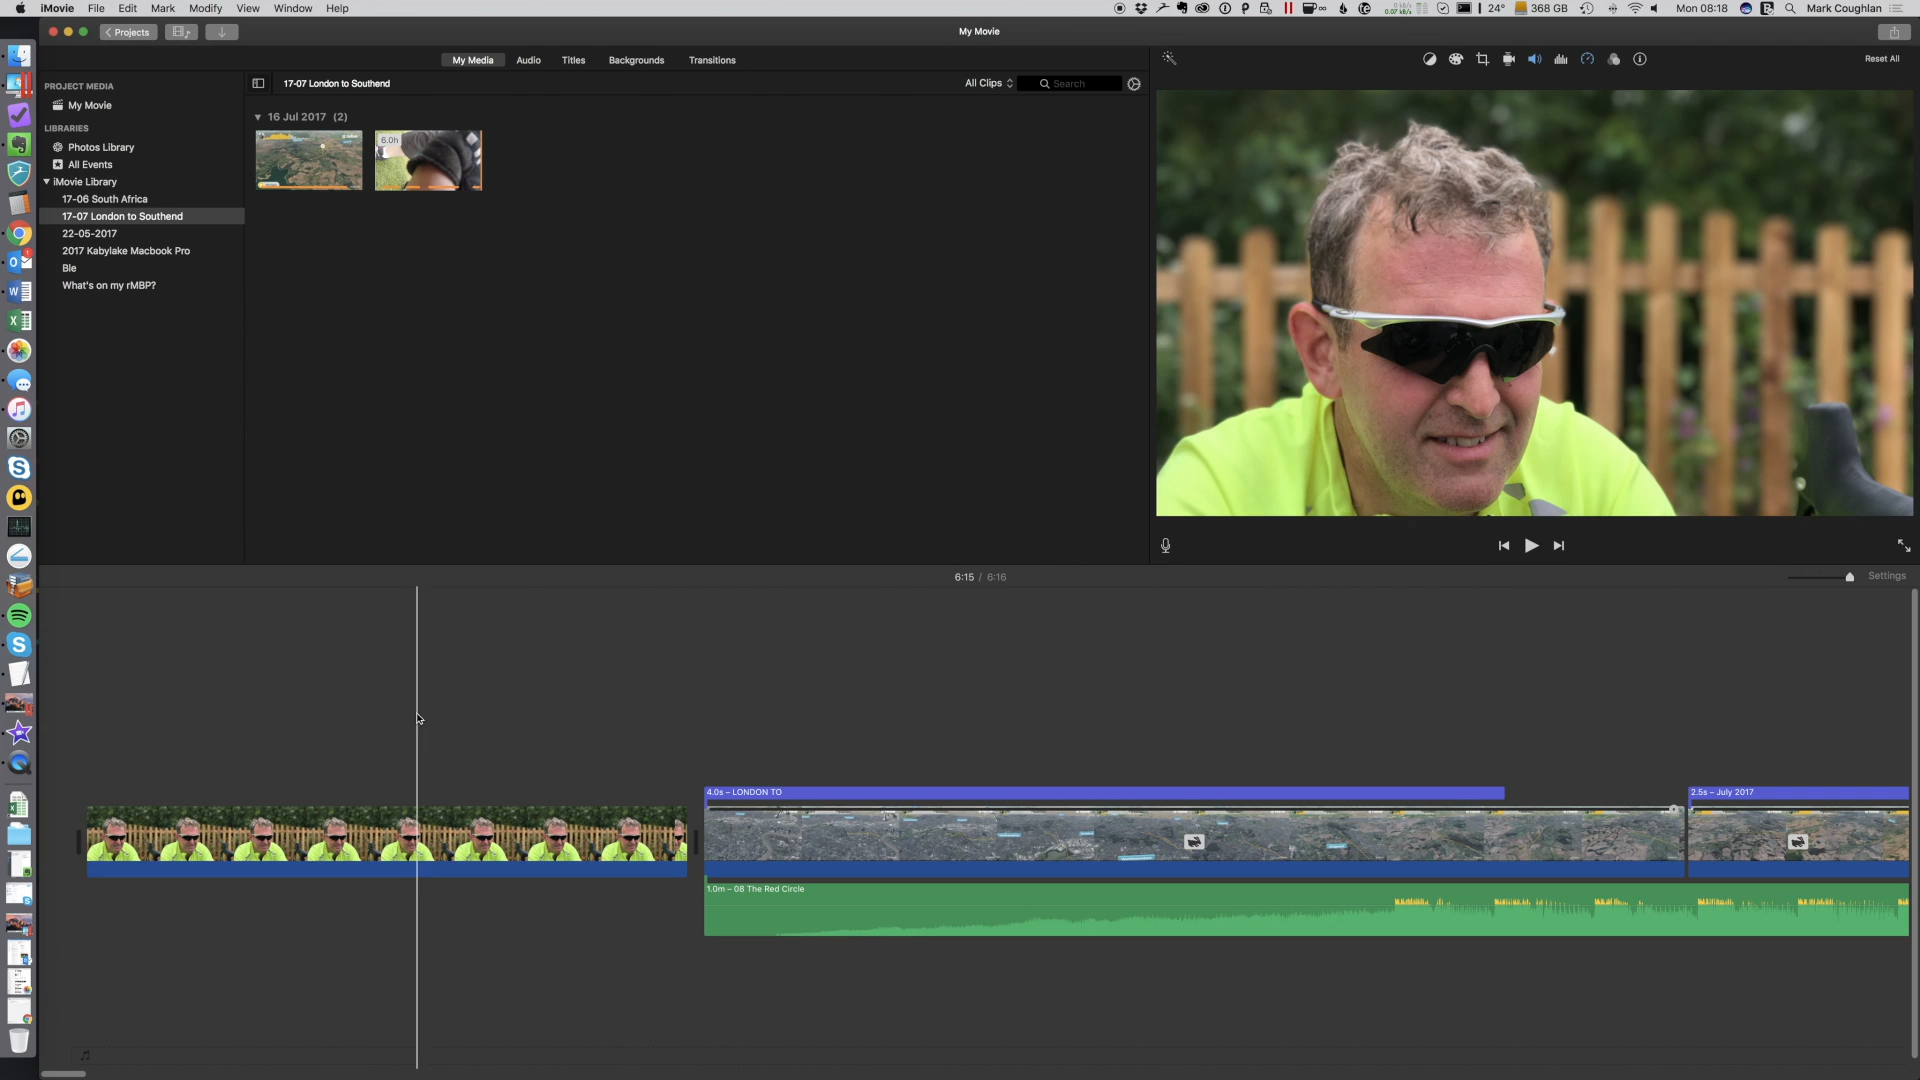 iMovie File Edit Mark Modify View Window Help
24° 368 GB Mon 08:18 Mark Coughlan
Projects My Movie
My Media Audio Titles Backgrounds Transitions Reset All
PROJECT MEDIA
My Movie
LIBRARIES
Photos Library
All Events
iMovie Library
17-06 South Africa
17-07 London to Southend
22-05-2017
2017 Kabylake Macbook Pro
Ble
What's on my rMBP?
17-07 London to Southend All Clips Search
16 Jul 2017 (2)
6.0h
6:15 / 6:16 Settings
4.0s – LONDON TO
2.5s – July 2017
1.0m – 08 The Red Circle